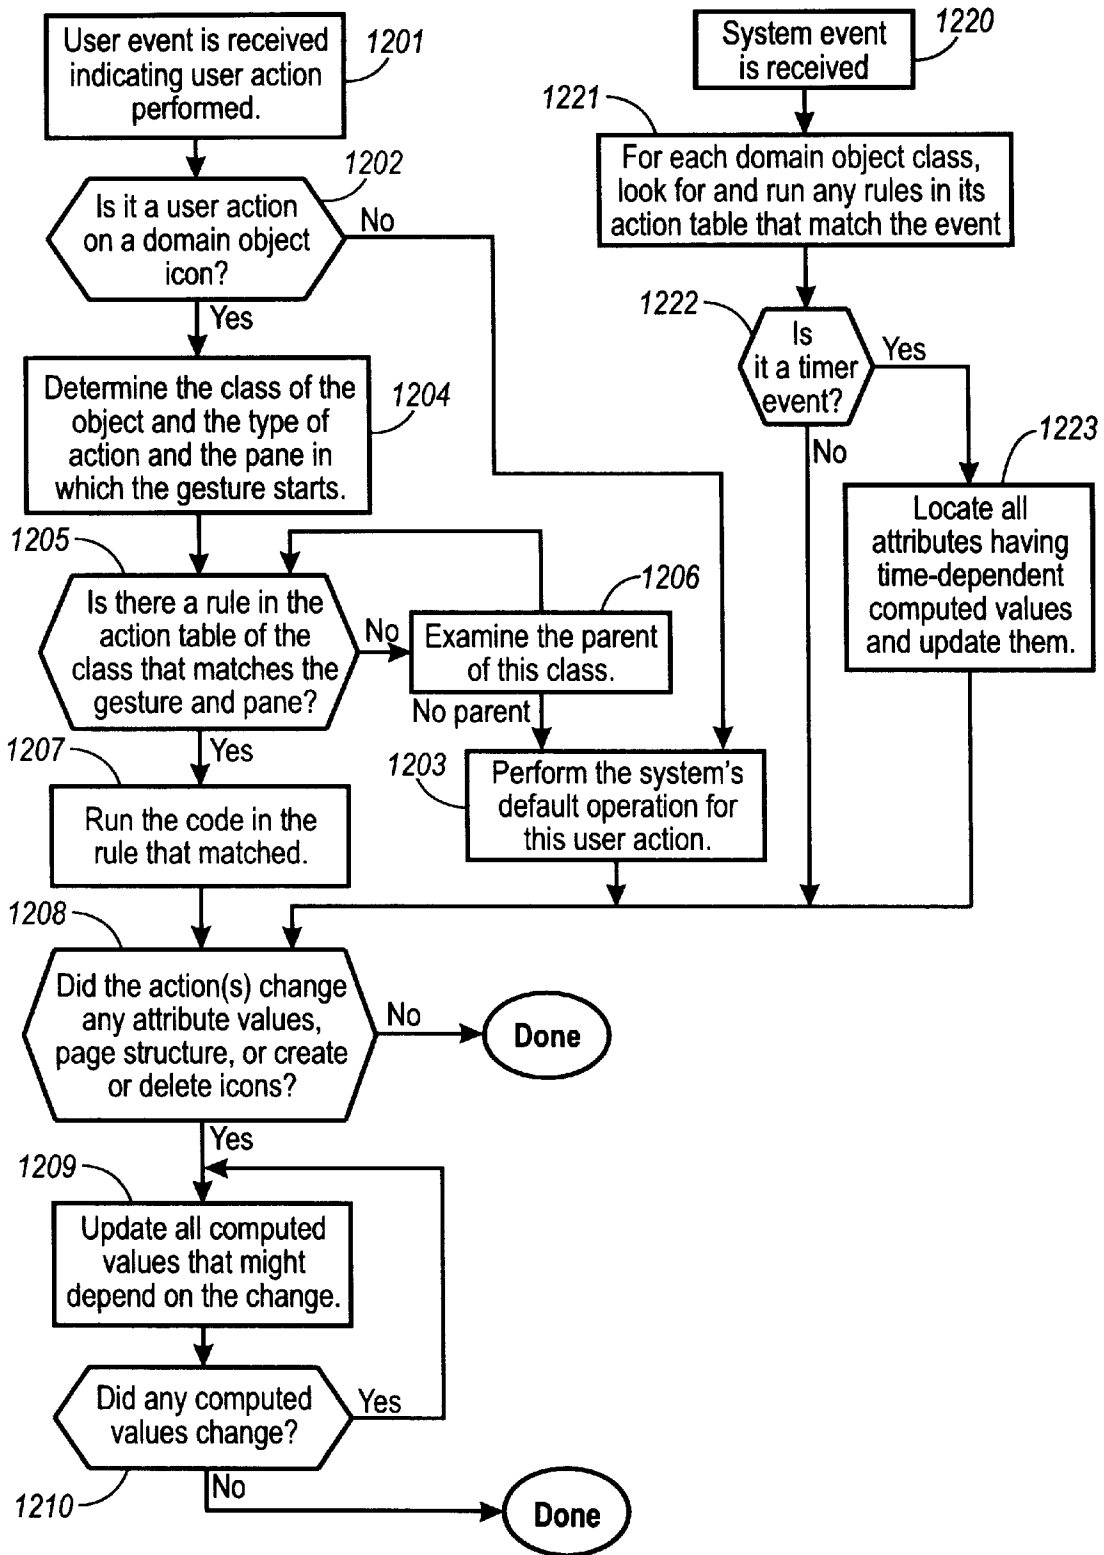 User event is received
indicating user action
performed.
1201
Is it a user action
on a domain object
icon?
1202
No
Yes
Determine the class of the
object and the type of
action and the pane in
which the gesture starts.
1204
1205
Is there a rule in the
action table of the
class that matches the
gesture and pane?
No
Yes
1206
Examine the parent
of this class.
No parent
1203
Perform the system's
default operation for
this user action.
1207
Run the code in the
rule that matched.
1208
Did the action(s) change
any attribute values,
page structure, or create
or delete icons?
No
Done
Yes
1209
Update all computed
values that might
depend on the change.
Did any computed
values change?
Yes
1210
No
Done
System event
is received
1220
1221
For each domain object class,
look for and run any rules in its
action table that match the event
1222
Is
it a timer
event?
Yes
No
1223
Locate all
attributes having
time-dependent
computed values
and update them.